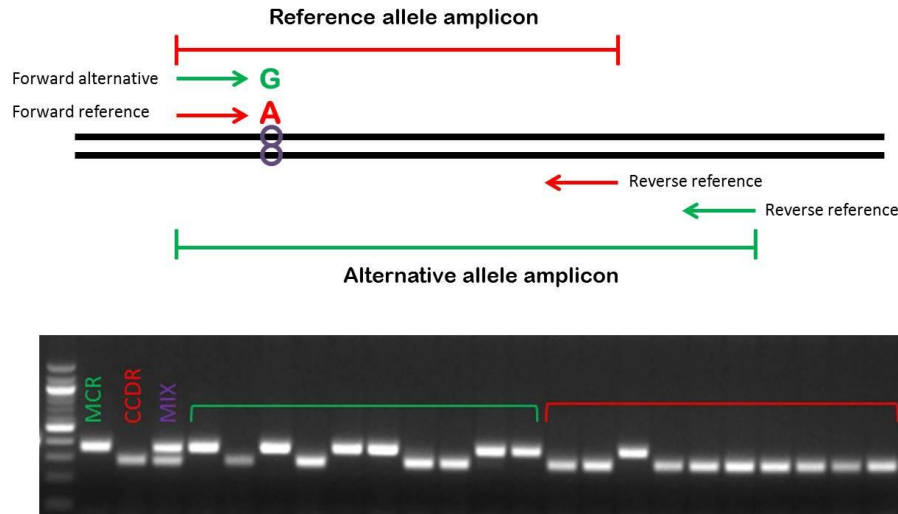 Reference allele amplicon
Forward alternative
G
Forward reference
A
Reverse reference
Reverse reference
Alternative allele amplicon
MCR
CCDR
MIX